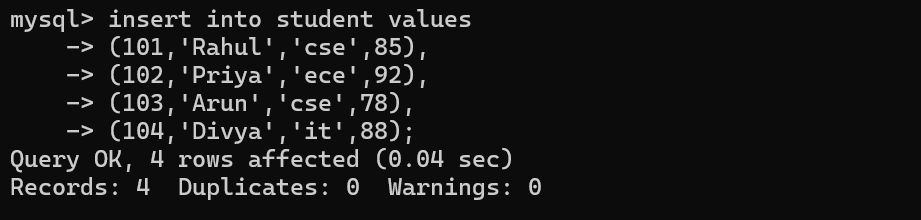 mysql> insert into student values
    -> (101,'Rahul','cse',85),
    -> (102,'Priya','ece',92),
    -> (103,'Arun','cse',78),
    -> (104,'Divya','it',88);
Query OK, 4 rows affected (0.04 sec)
Records: 4  Duplicates: 0  Warnings: 0